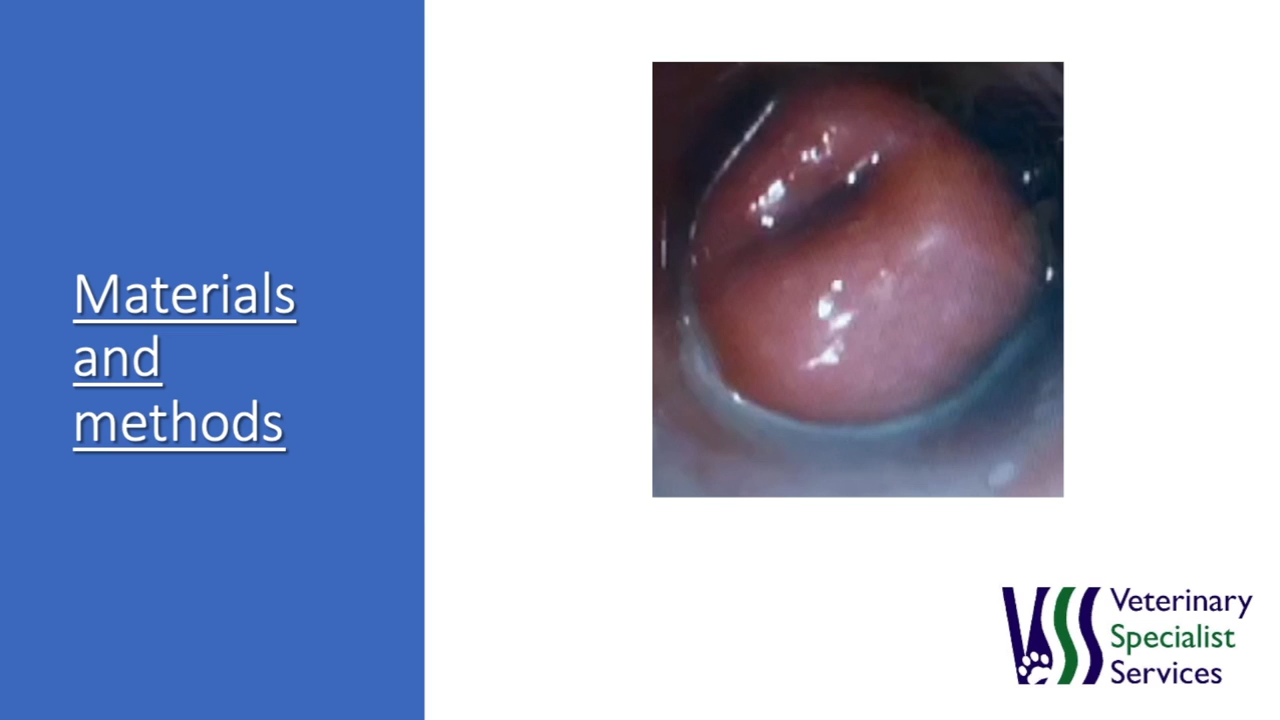 Materials
and
methods
Veterinary
Specialist
Services